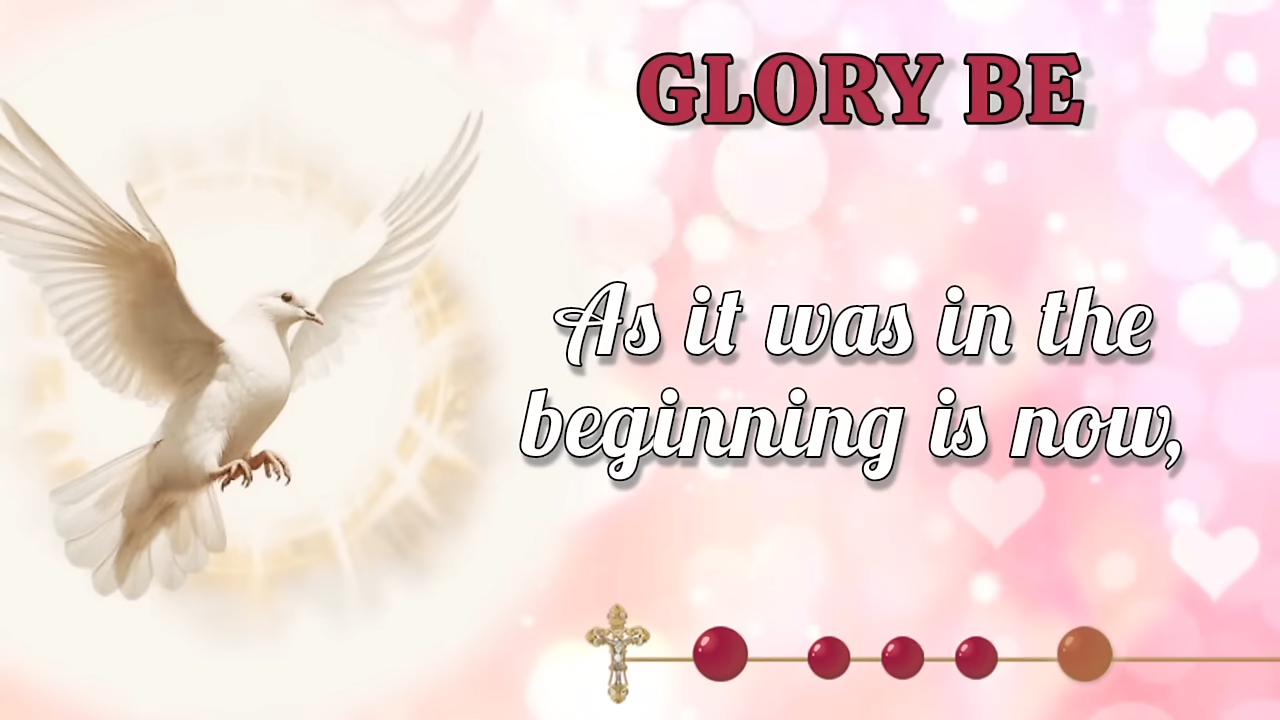 GLORY BE
As it was in the
beginning is now,